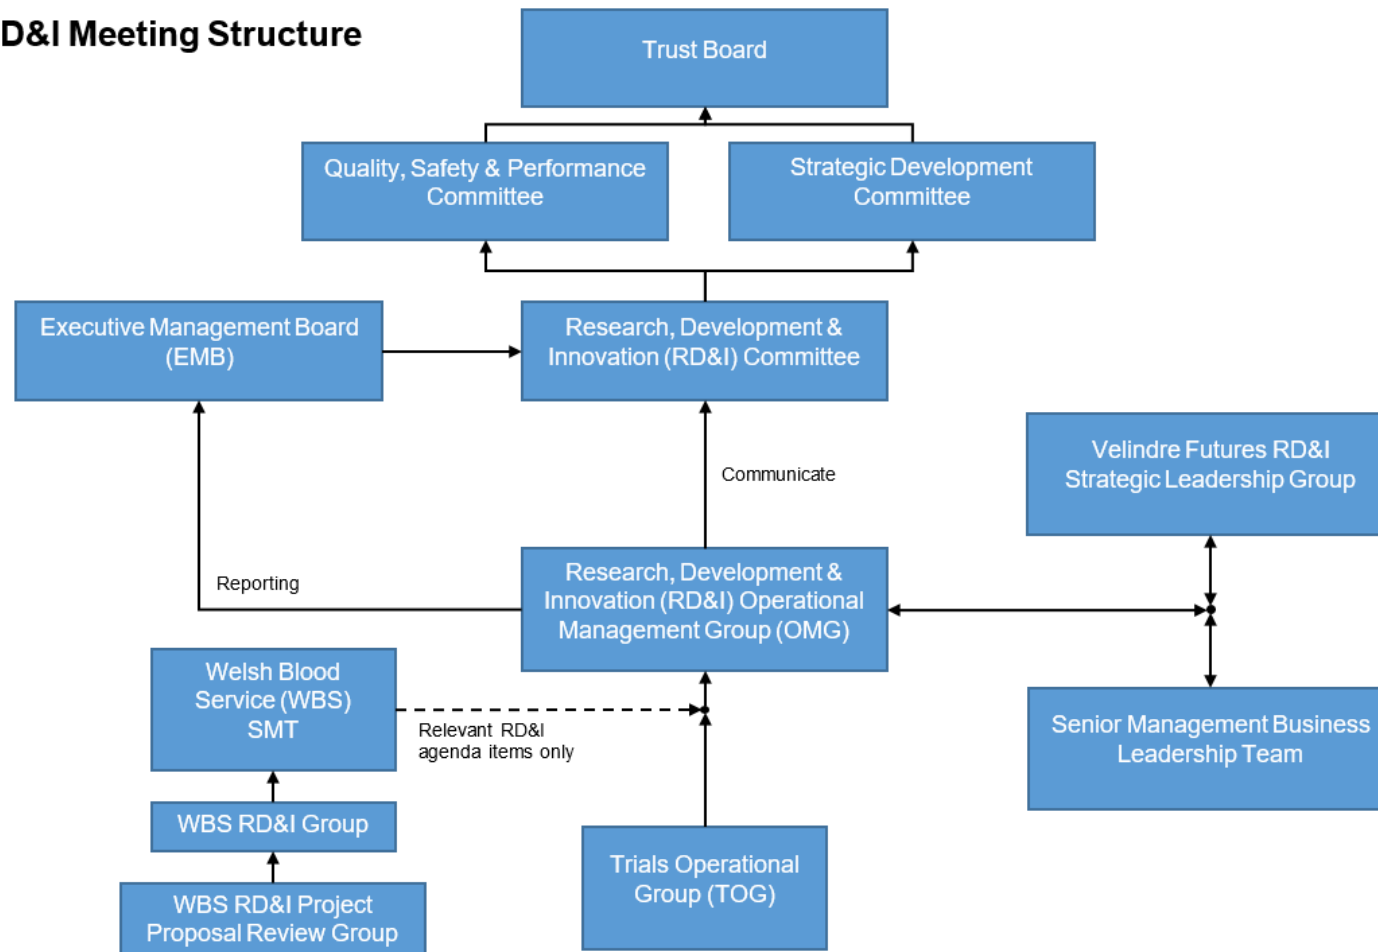 D&I Meeting Structure
Trust Board
Quality, Safety & Performance
Committee
Strategic Development
Committee
Executive Management Board
(EMB)
Research, Development &
Innovation (RD&I) Committee
Communicate
Velindre Futures RD&I
Strategic Leadership Group
Reporting
Research, Development &
Innovation (RD&I) Operational
Management Group (OMG)
Welsh Blood
Service (WBS)
SMT
Relevant RD&I
agenda items only
Senior Management Business
Leadership Team
WBS RD&I Group
Trials Operational
Group (TOG)
WBS RD&I Project
Proposal Review Group